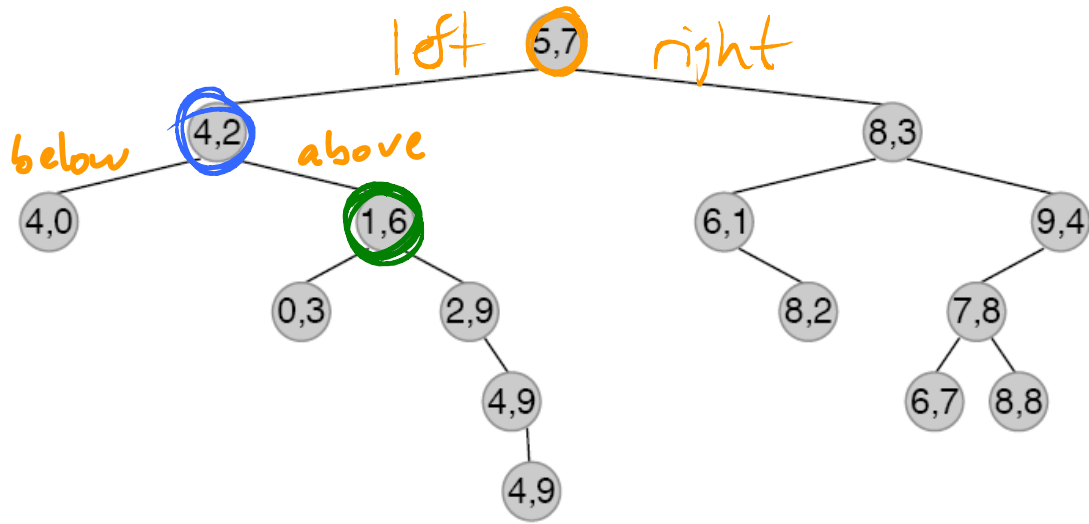 left 5,7 right
4,2 8,3
below above
4,0 1,6 6,1 9,4
0,3 2,9 8,2 7,8
4,9 6,7 8,8
4,9